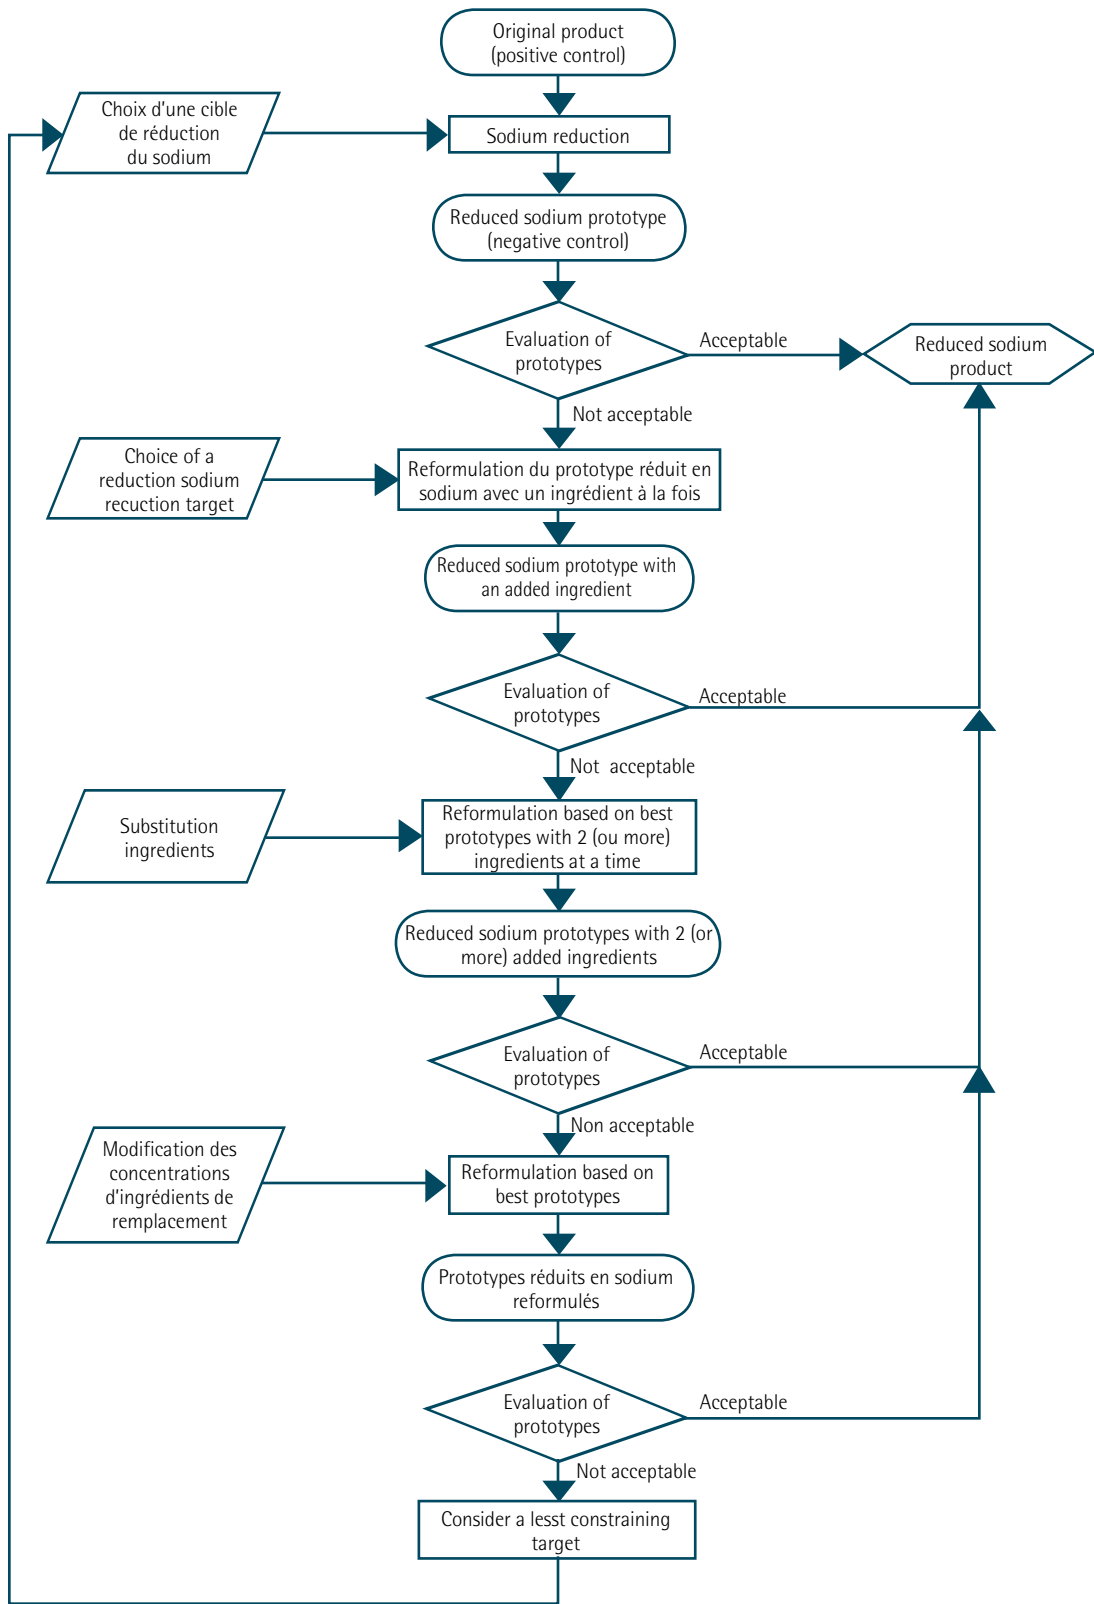 Original product
(positive control)
Choix d'une cible
de réduction
du sodium
Sodium reduction
Reduced sodium prototype
(negative control)
Evaluation of
prototypes
Acceptable
Reduced sodium
product
Not acceptable
Choice of a
reduction sodium
recuction target
Reformulation du prototype réduit en
sodium avec un ingrédient à la fois
Reduced sodium prototype with
an added ingredient
Evaluation of
prototypes
Acceptable
Not acceptable
Substitution
ingredients
Reformulation based on best
prototypes with 2 (ou more)
ingredients at a time
Reduced sodium prototypes with 2 (or
more) added ingredients
Evaluation of
prototypes
Acceptable
Non acceptable
Modification des
concentrations
d'ingrédients de
remplacement
Reformulation based on
best prototypes
Prototypes réduits en sodium
reformulés
Evaluation of
prototypes
Acceptable
Not acceptable
Consider a lesst constraining
target